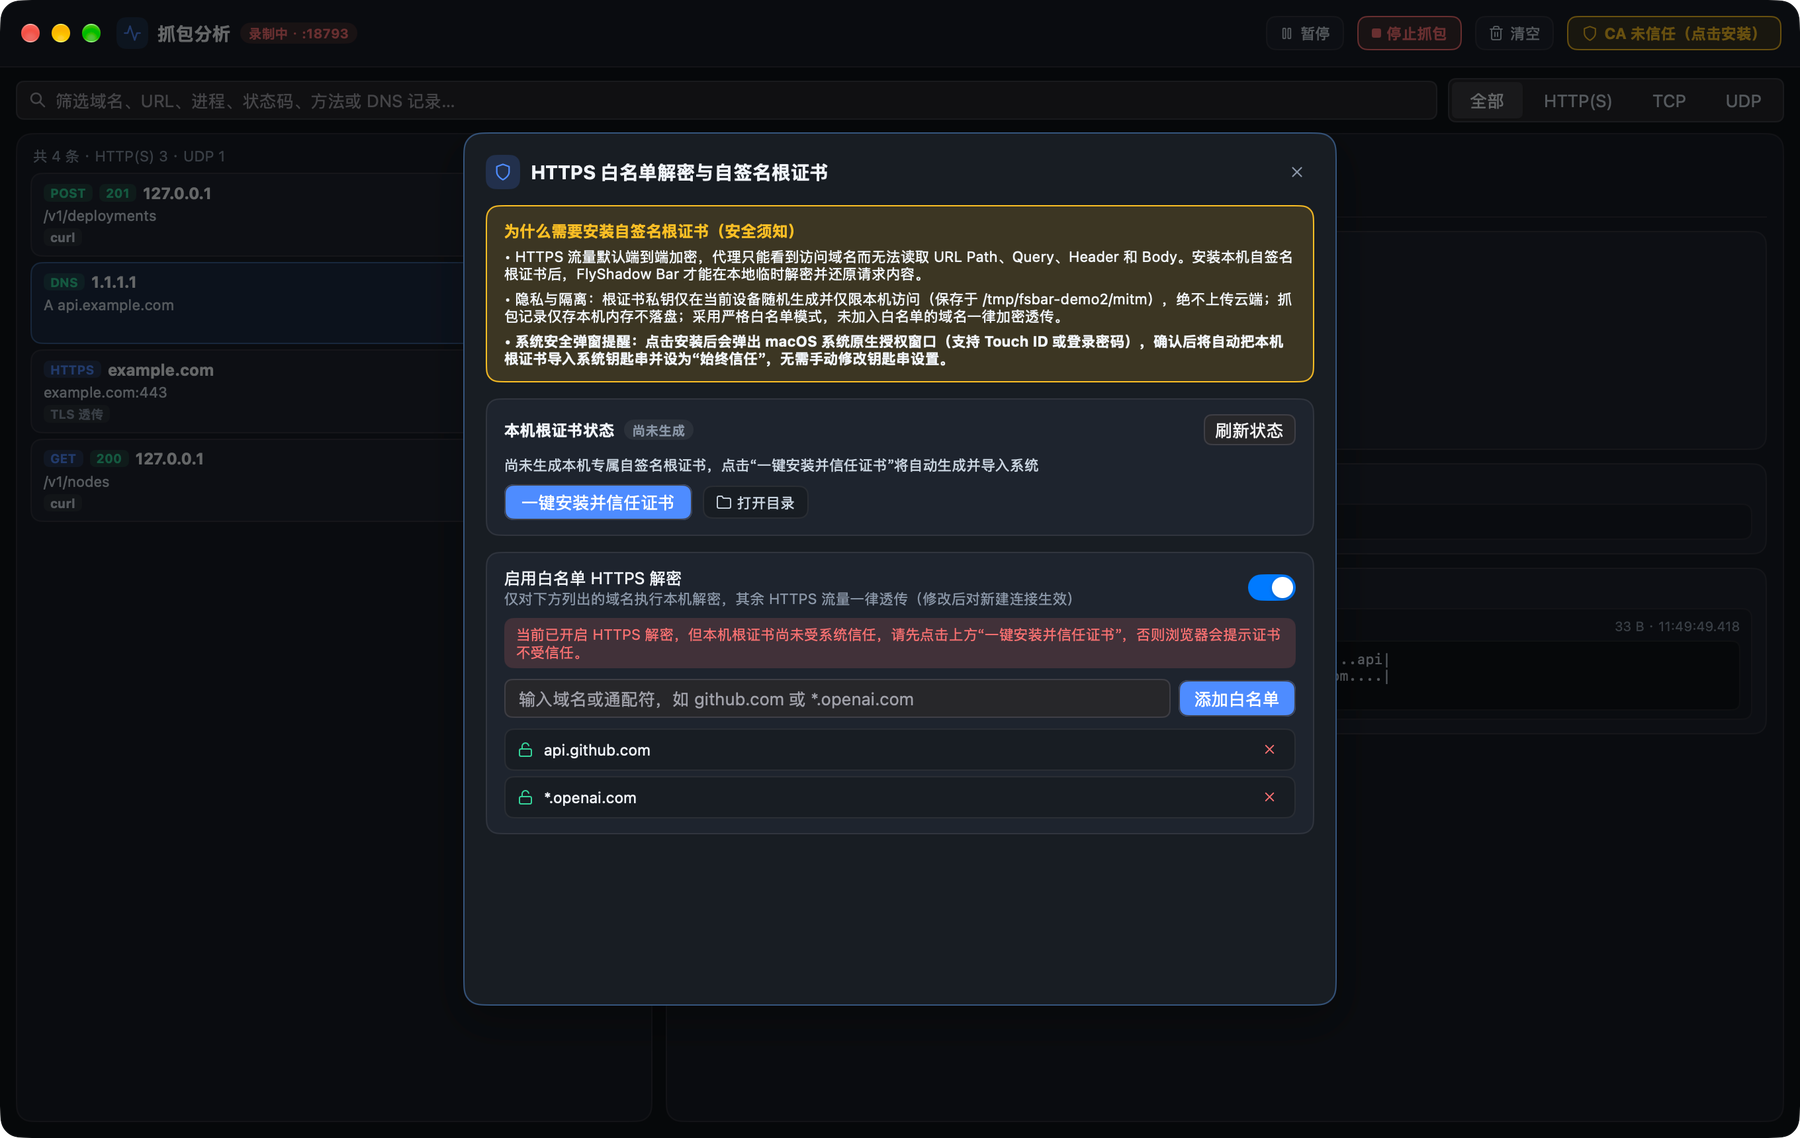 抓包分析 录制中 · :18793 暂停 停止抓包 清空 CA 未信任（点击安装）
筛选域名、URL、进程、状态码、方法或 DNS 记录... 全部 HTTP(S) TCP UDP
共 4 条 · HTTP(S) 3 · UDP 1
POST 201 127.0.0.1
/v1/deployments
curl
DNS 1.1.1.1
A api.example.com
HTTPS example.com
example.com:443
TLS 透传
GET 200 127.0.0.1
/v1/nodes
curl
HTTPS 白名单解密与自签名根证书
为什么需要安装自签名根证书（安全须知）
• HTTPS 流量默认端到端加密，代理只能看到访问域名而无法读取 URL Path、Query、Header 和 Body。安装本机自签名
根证书后，FlyShadow Bar 才能在本地临时解密并还原请求内容。
• 隐私与隔离：根证书私钥仅在当前设备随机生成并仅限本机访问（保存于 /tmp/fsbar-demo2/mitm），绝不上传云端；抓
包记录仅存本机内存不落盘；采用严格白名单模式，未加入白名单的域名一律加密透传。
• 系统安全弹窗提醒：点击安装后会弹出 macOS 系统原生授权窗口（支持 Touch ID 或登录密码），确认后将自动把本机
根证书导入系统钥匙串并设为“始终信任”，无需手动修改钥匙串设置。
本机根证书状态 尚未生成 刷新状态
尚未生成本机专属自签名根证书，点击“一键安装并信任证书”将自动生成并导入系统
一键安装并信任证书 打开目录
启用白名单 HTTPS 解密
仅对下方列出的域名执行本机解密，其余 HTTPS 流量一律透传（修改后对新建连接生效）
当前已开启 HTTPS 解密，但本机根证书尚未受系统信任，请先点击上方“一键安装并信任证书”，否则浏览器会提示证书
不受信任。
输入域名或通配符，如 github.com 或 *.openai.com 添加白名单
api.github.com
*.openai.com
33 B · 11:49:49.418
..api|
om....|